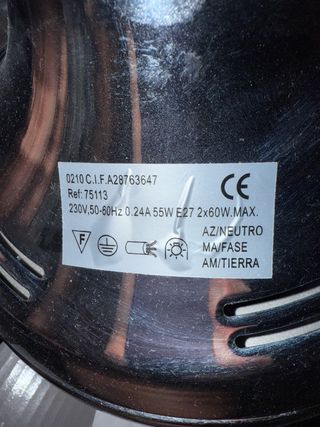 0210 C.I.F.A28763647
Ref: 75113
230V,50-60Hz 0.24A 55W E27 2x60W.MAX.
CE
F
AZ/NEUTRO
MA/FASE
AM/TIERRA